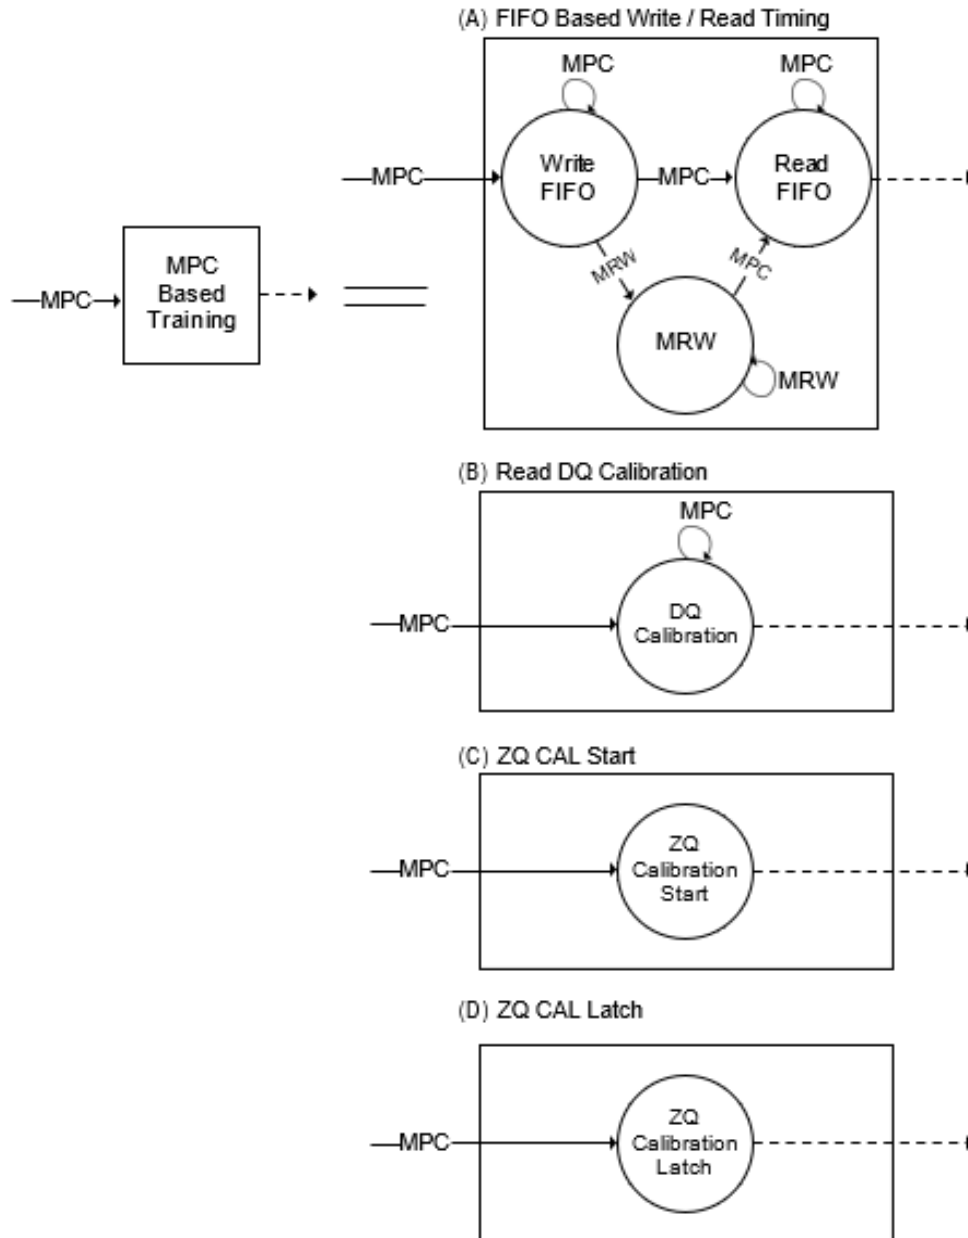 (A) FIFO Based Write / Read Timing
MPC
MPC
MPC
Write
FIFO
MPC
Read
FIFO
MRW
MPC
MPC
MPC
Based
Training
MRW
MRW
(B) Read DQ Calibration
MPC
MPC
DQ
Calibration
(C) ZQ CAL Start
MPC
ZQ
Calibration
Start
(D) ZQ CAL Latch
MPC
ZQ
Calibration
Latch